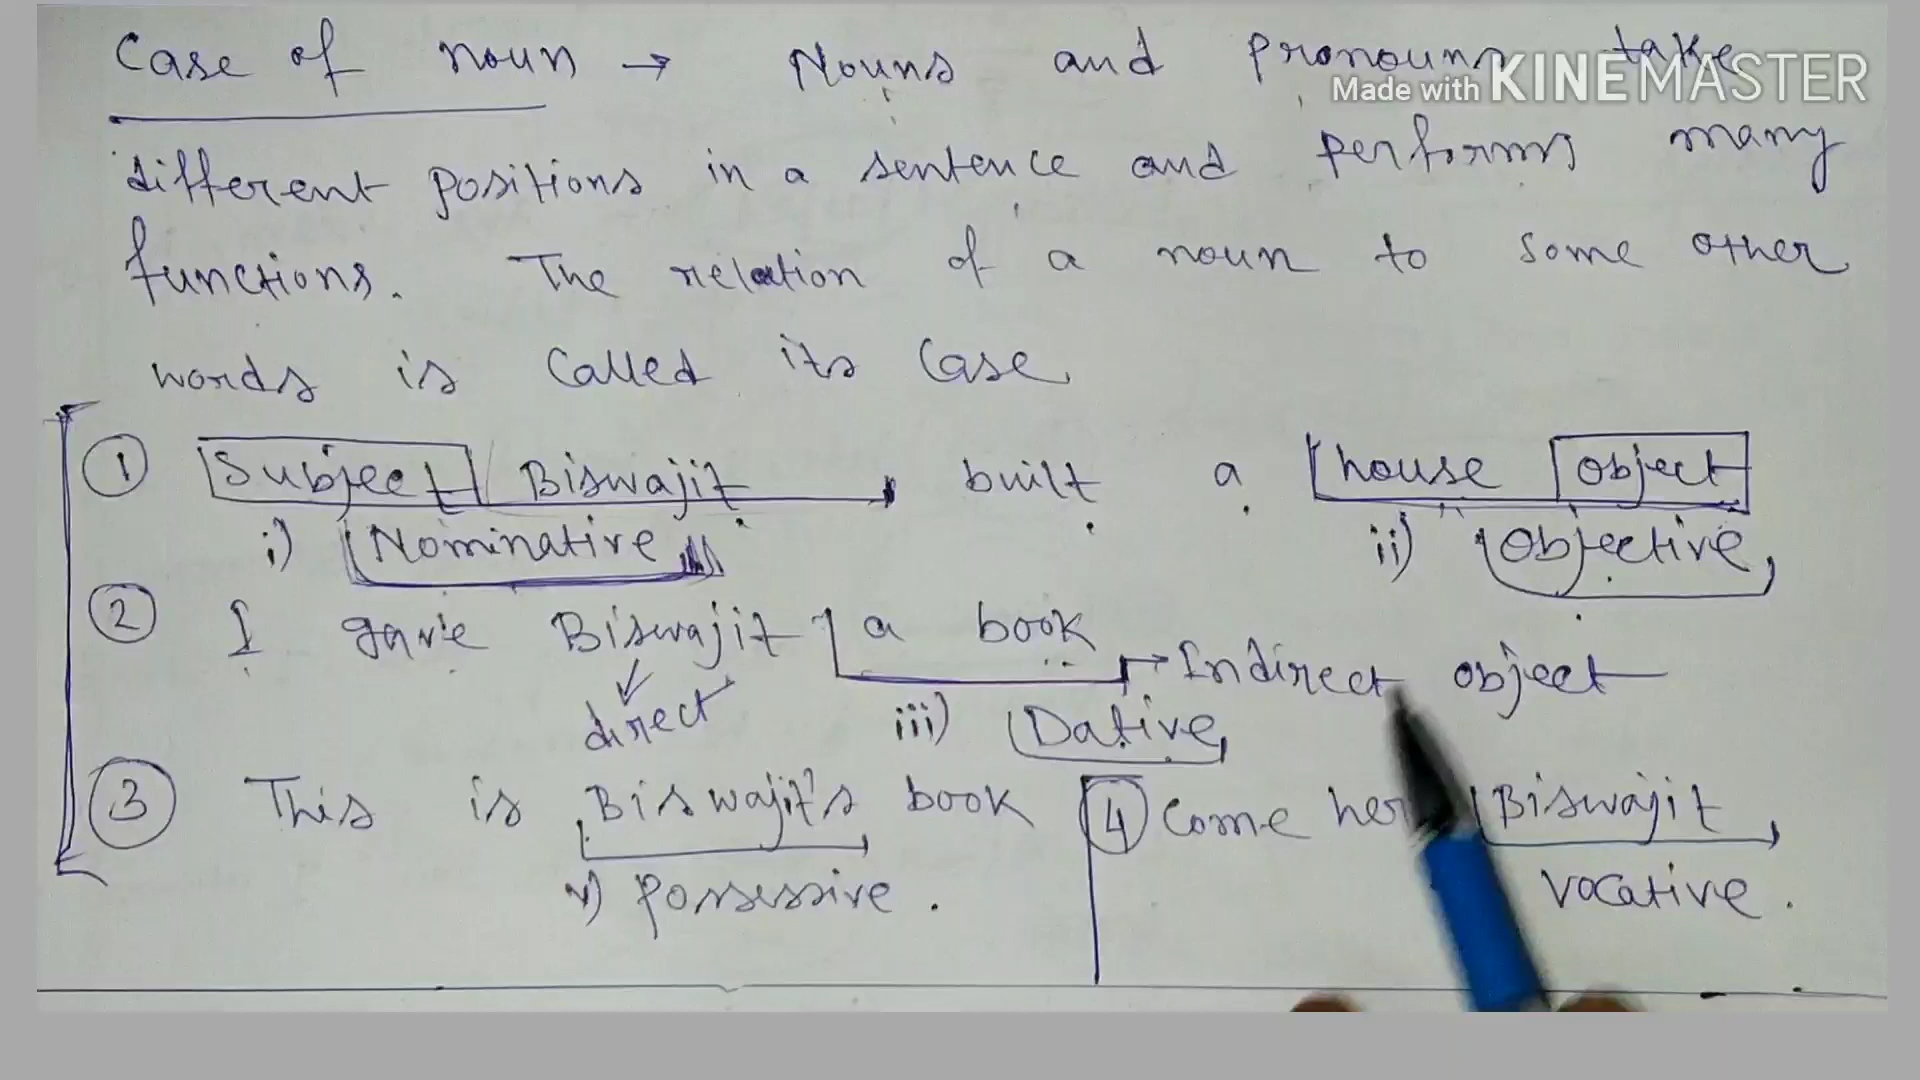 Case of noun → Nouns and pronouns take
Made with KINEMASTER
different positions in a sentence and performs many
functions. The relation of a noun to some other
words is called its case.
① Subject Biswajit built a house object
i) Nominative ii) Objective
② I gave Biswajit a book → Indirect object
direct iii) Dative
③ This is Biswajit's book ④ Come Biswajit
v) possessive. vocative.